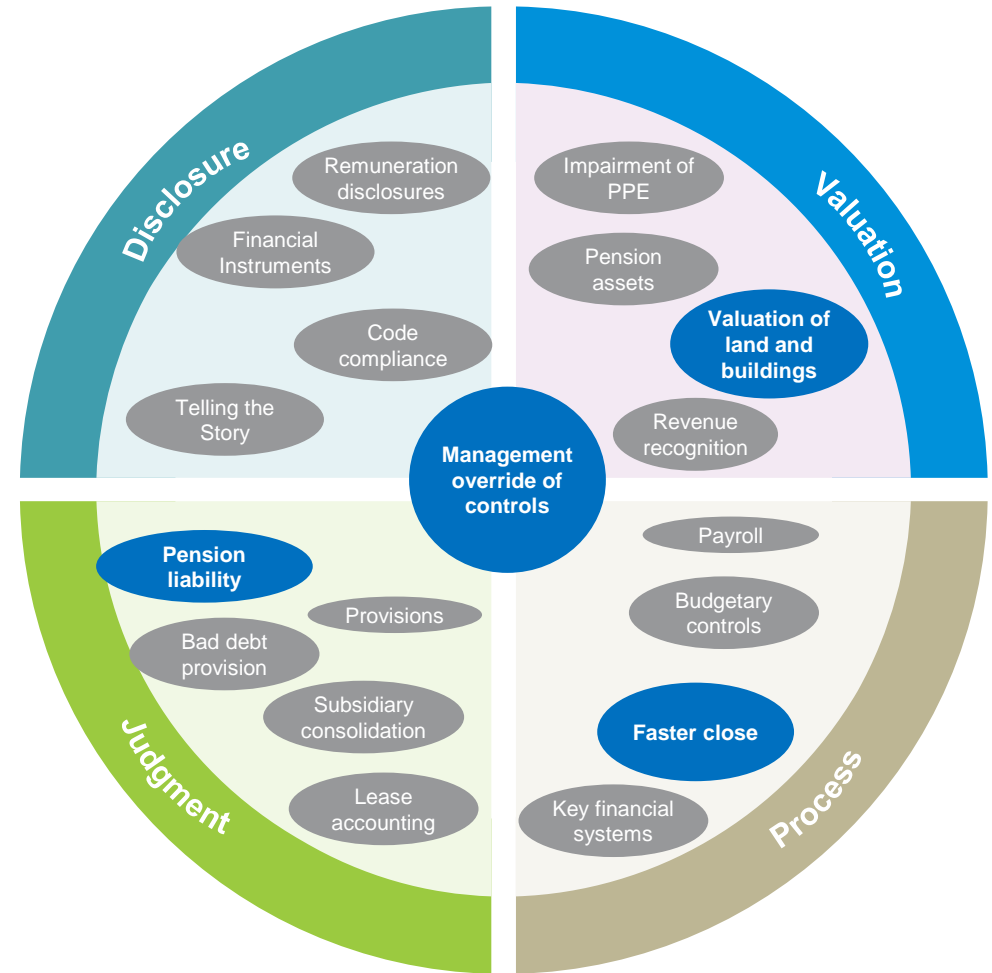 Disclosure
Remuneration
disclosures
Financial
Instruments
Code
compliance
Telling the
Story
Valuation
Impairment of
PPE
Pension
assets
Valuation of
land and
buildings
Revenue
recognition
Management
override of
controls
Judgment
Pension
liability
Provisions
Bad debt
provision
Subsidiary
consolidation
Lease
accounting
Process
Payroll
Budgetary
controls
Faster close
Key financial
systems